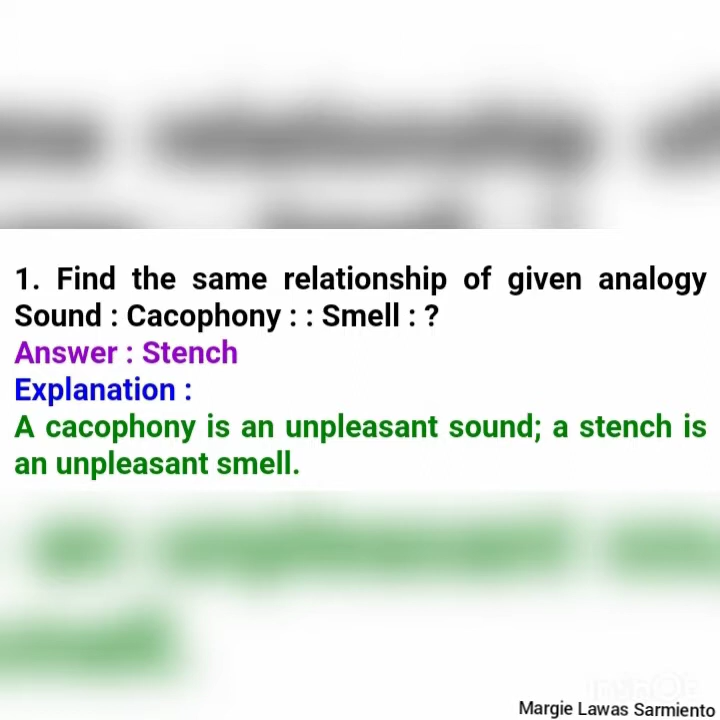 1. Find the same relationship of given analogy
Sound : Cacophony : : Smell : ?
Answer : Stench
Explanation :
A cacophony is an unpleasant sound; a stench is
an unpleasant smell.
Margie Lawas Sarmiento